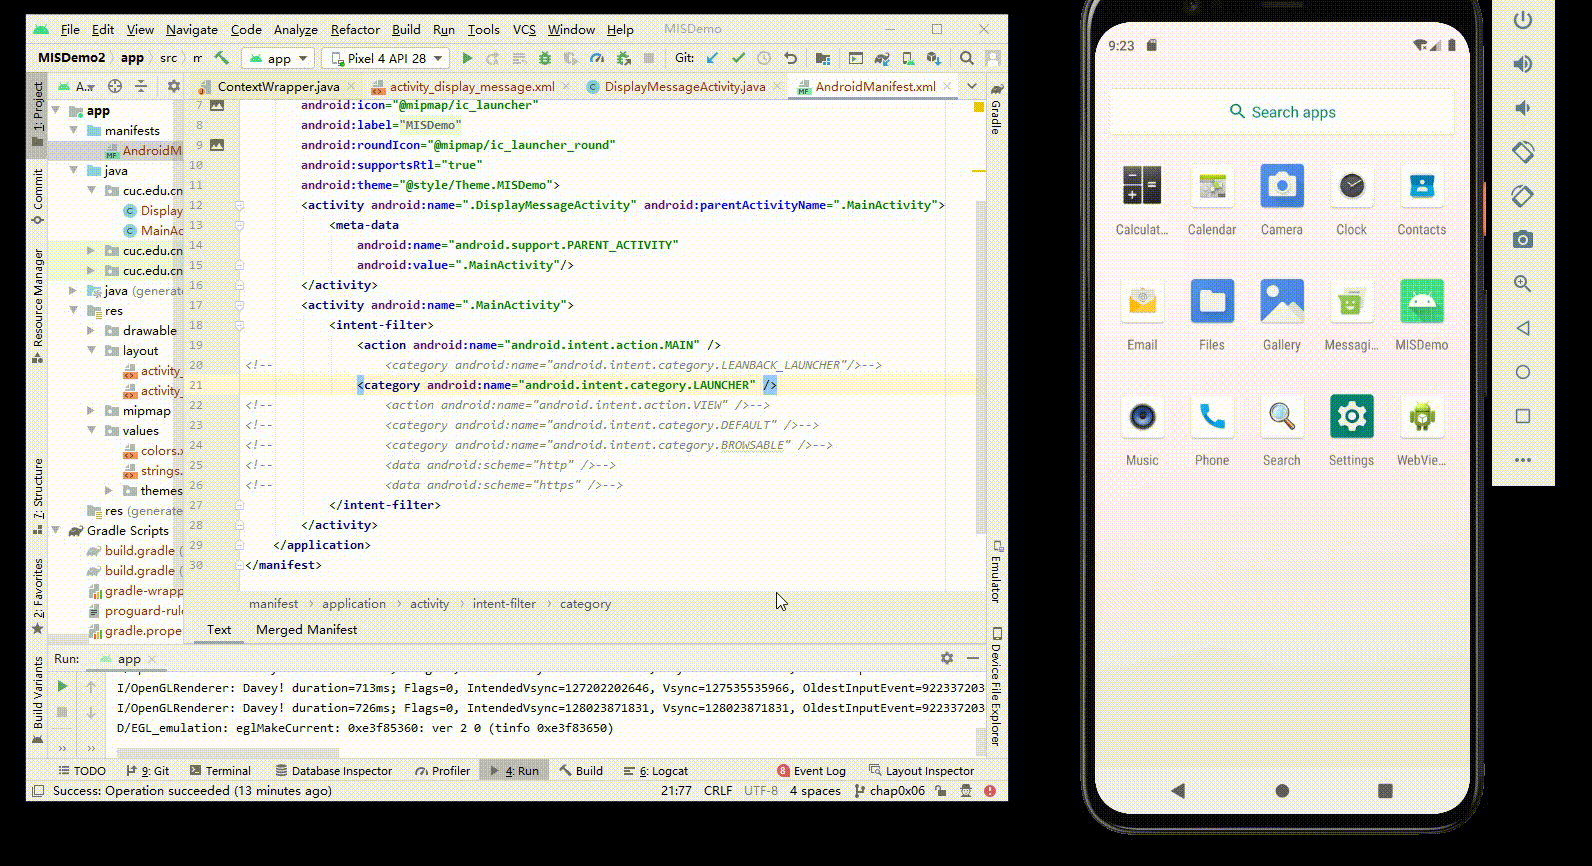 File Edit View Navigate Code Analyze Refactor Build Run Tools VCS Window Help MISDemo
MISDemo2 app src m app Pixel 4 API 28 Git:
A.. ContextWrapper.java activity_display_message.xml DisplayMessageActivity.java AndroidManifest.xml
1: Project
Commit
Resource Manager
7: Structure
2: Favorites
Build Variants
app
manifests
AndroidM
java
cuc.edu.cn
Display
MainAc
cuc.edu.cn
cuc.edu.cn
java (generate
res
drawable
layout
activity_
activity_
mipmap
values
colors.x
strings.
themes
res (generate
Gradle Scripts
build.gradle (
build.gradle (
gradle-wrapp
proguard-rule
gradle.prope
7 android:icon="@mipmap/ic_launcher"
8 android:label="MISDemo"
9 android:roundIcon="@mipmap/ic_launcher_round"
10 android:supportsRtl="true"
11 android:theme="@style/Theme.MISDemo">
12 <activity android:name=".DisplayMessageActivity" android:parentActivityName=".MainActivity">
13 <meta-data
14 android:name="android.support.PARENT_ACTIVITY"
15 android:value=".MainActivity"/>
16 </activity>
17 <activity android:name=".MainActivity">
18 <intent-filter>
19 <action android:name="android.intent.action.MAIN" />
20 <!-- <category android:name="android.intent.category.LEANBACK_LAUNCHER"/>-->
21 <category android:name="android.intent.category.LAUNCHER" />
22 <!-- <action android:name="android.intent.action.VIEW" />-->
23 <!-- <category android:name="android.intent.category.DEFAULT" />-->
24 <!-- <category android:name="android.intent.category.BROWSABLE" />-->
25 <!-- <data android:scheme="http" />-->
26 <!-- <data android:scheme="https" />-->
27 </intent-filter>
28 </activity>
29 </application>
30 </manifest>
manifest › application › activity › intent-filter › category
Text Merged Manifest
Gradle
Emulator
Device File Explorer
Run: app
I/OpenGLRenderer: Davey! duration=713ms; Flags=0, IntendedVsync=127202202646, Vsync=127535535966, OldestInputEvent=922337203
I/OpenGLRenderer: Davey! duration=726ms; Flags=0, IntendedVsync=128023871831, Vsync=128023871831, OldestInputEvent=922337203
D/EGL_emulation: eglMakeCurrent: 0xe3f85360: ver 2 0 (tinfo 0xe3f83650)
TODO 9: Git Terminal Database Inspector Profiler 4: Run Build 6: Logcat 8 Event Log Layout Inspector
Success: Operation succeeded (13 minutes ago) 21:77 CRLF UTF-8 4 spaces chap0x06
9:23
Search apps
Calculat... Calendar Camera Clock Contacts
Email Files Gallery Messagi... MISDemo
Music Phone Search Settings WebVie...